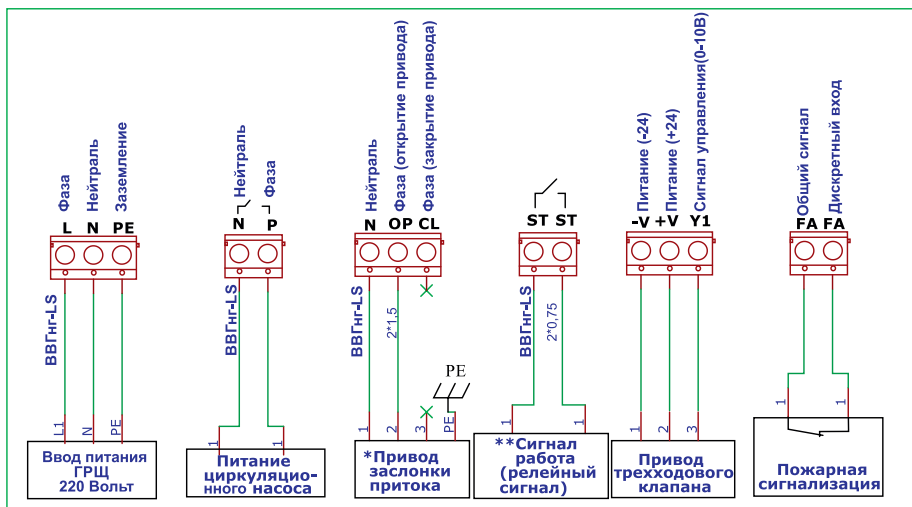 Фаза
Нейтраль
Заземление
L N PE
ВВГнг-LS
L1
N
PE
Ввод питания
ГРЩ
220 Вольт
Нейтраль
Фаза
N P
ВВГнг-LS
1
1
Питание
циркуляцио-
нного насоса
Нейтраль
Фаза (открытие привода)
Фаза (закрытие привода)
N OP CL
ВВГнг-LS
2*1,5
PE
1
2
3
PE
*Привод
заслонки
притока
ST ST
ВВГнг-LS
2*0,75
1
1
**Сигнал
работа
(релейный
сигнал)
Питание (-24)
Питание (+24)
Сигнал управления(0-10В)
-V +V Y1
1
2
3
Привод
трехходового
клапана
Общий сигнал
Дискретный вход
FA FA
1
1
Пожарная
сигнализация